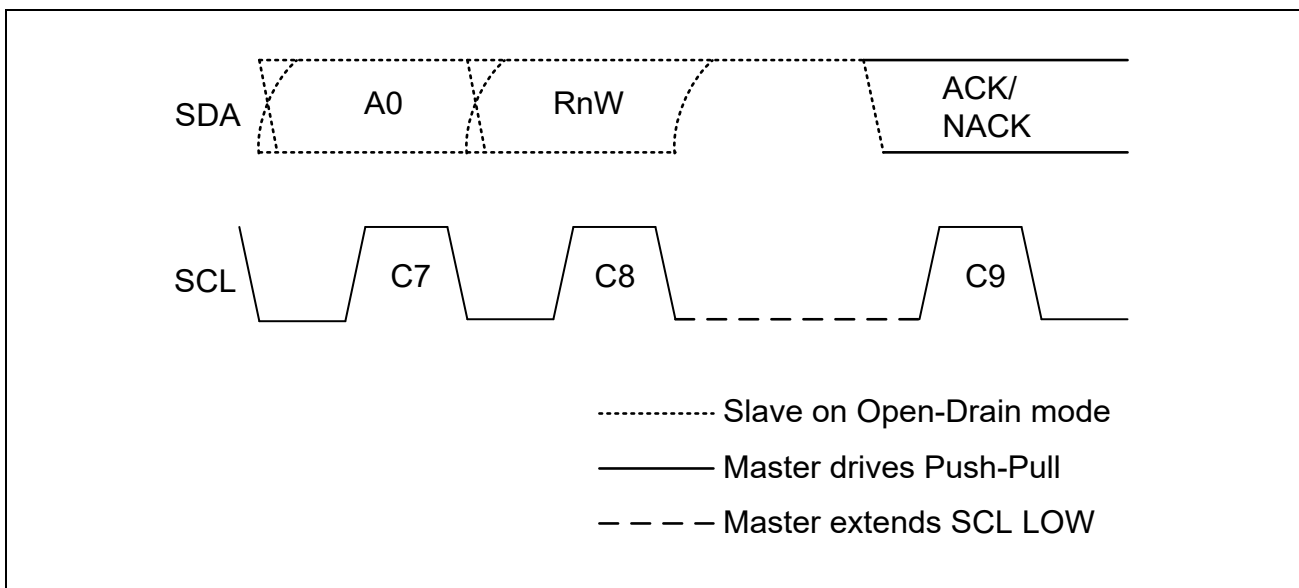 SDA
A0
RnW
ACK/
NACK
SCL
C7
C8
C9
Slave on Open-Drain mode
Master drives Push-Pull
Master extends SCL LOW